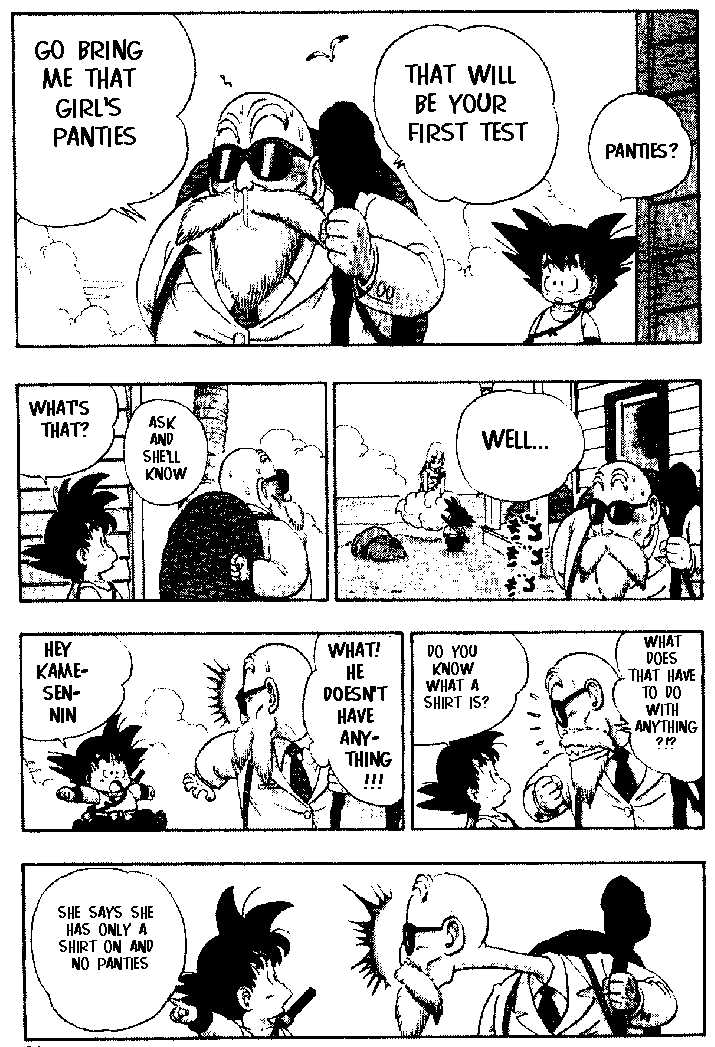 GO BRING
ME THAT
GIRL'S
PANTIES
THAT WILL
BE YOUR
FIRST TEST
PANTIES?
WHAT'S
THAT?
ASK
AND
SHE'LL
KNOW
WELL...
HEY
KAME-
SEN-
NIN
WHAT!
HE
DOESN'T
HAVE
ANY-
THING
!!!
DO YOU
KNOW
WHAT A
SHIRT IS?
WHAT
DOES
THAT HAVE
TO DO
WITH
ANYTHING
?!?
SHE SAYS SHE
HAS ONLY A
SHIRT ON AND
NO PANTIES